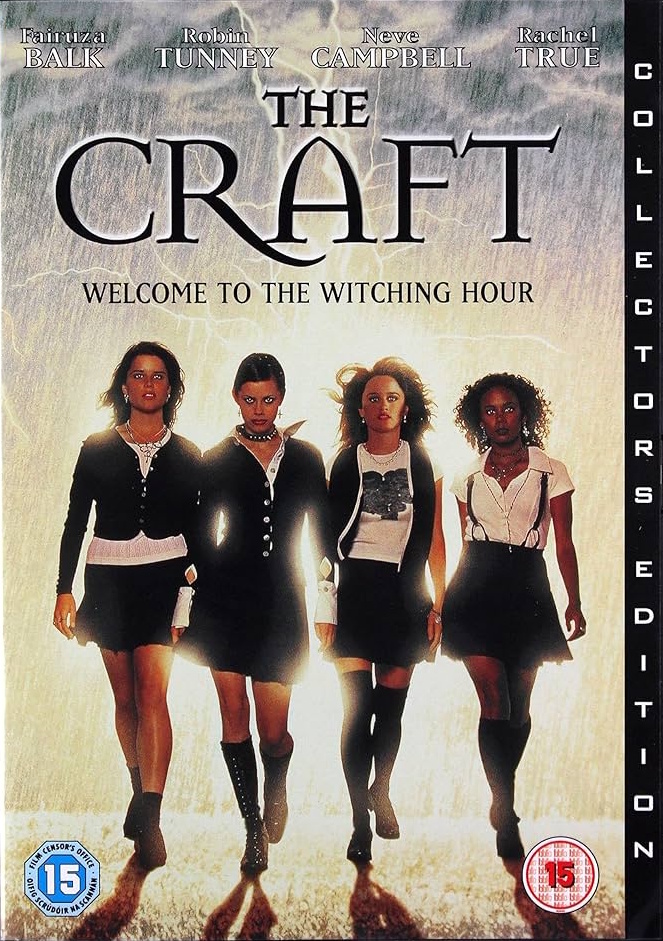 Fairuza Robin Neve Rachel
BALK TUNNEY CAMPBELL TRUE
THE
CRAFT
WELCOME TO THE WITCHING HOUR
COLLECTORS EDITION
FILM CENSOR'S OFFICE
15
OIFIG SCRÚDÓIR NA SCANNÁN
15